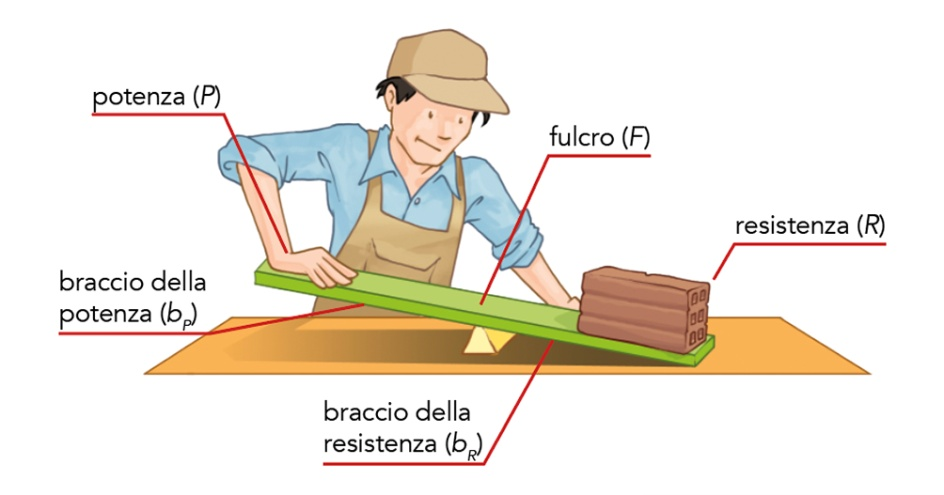 potenza (P)
fulcro (F)
resistenza (R)
braccio della
potenza (bP)
braccio della
resistenza (bR)